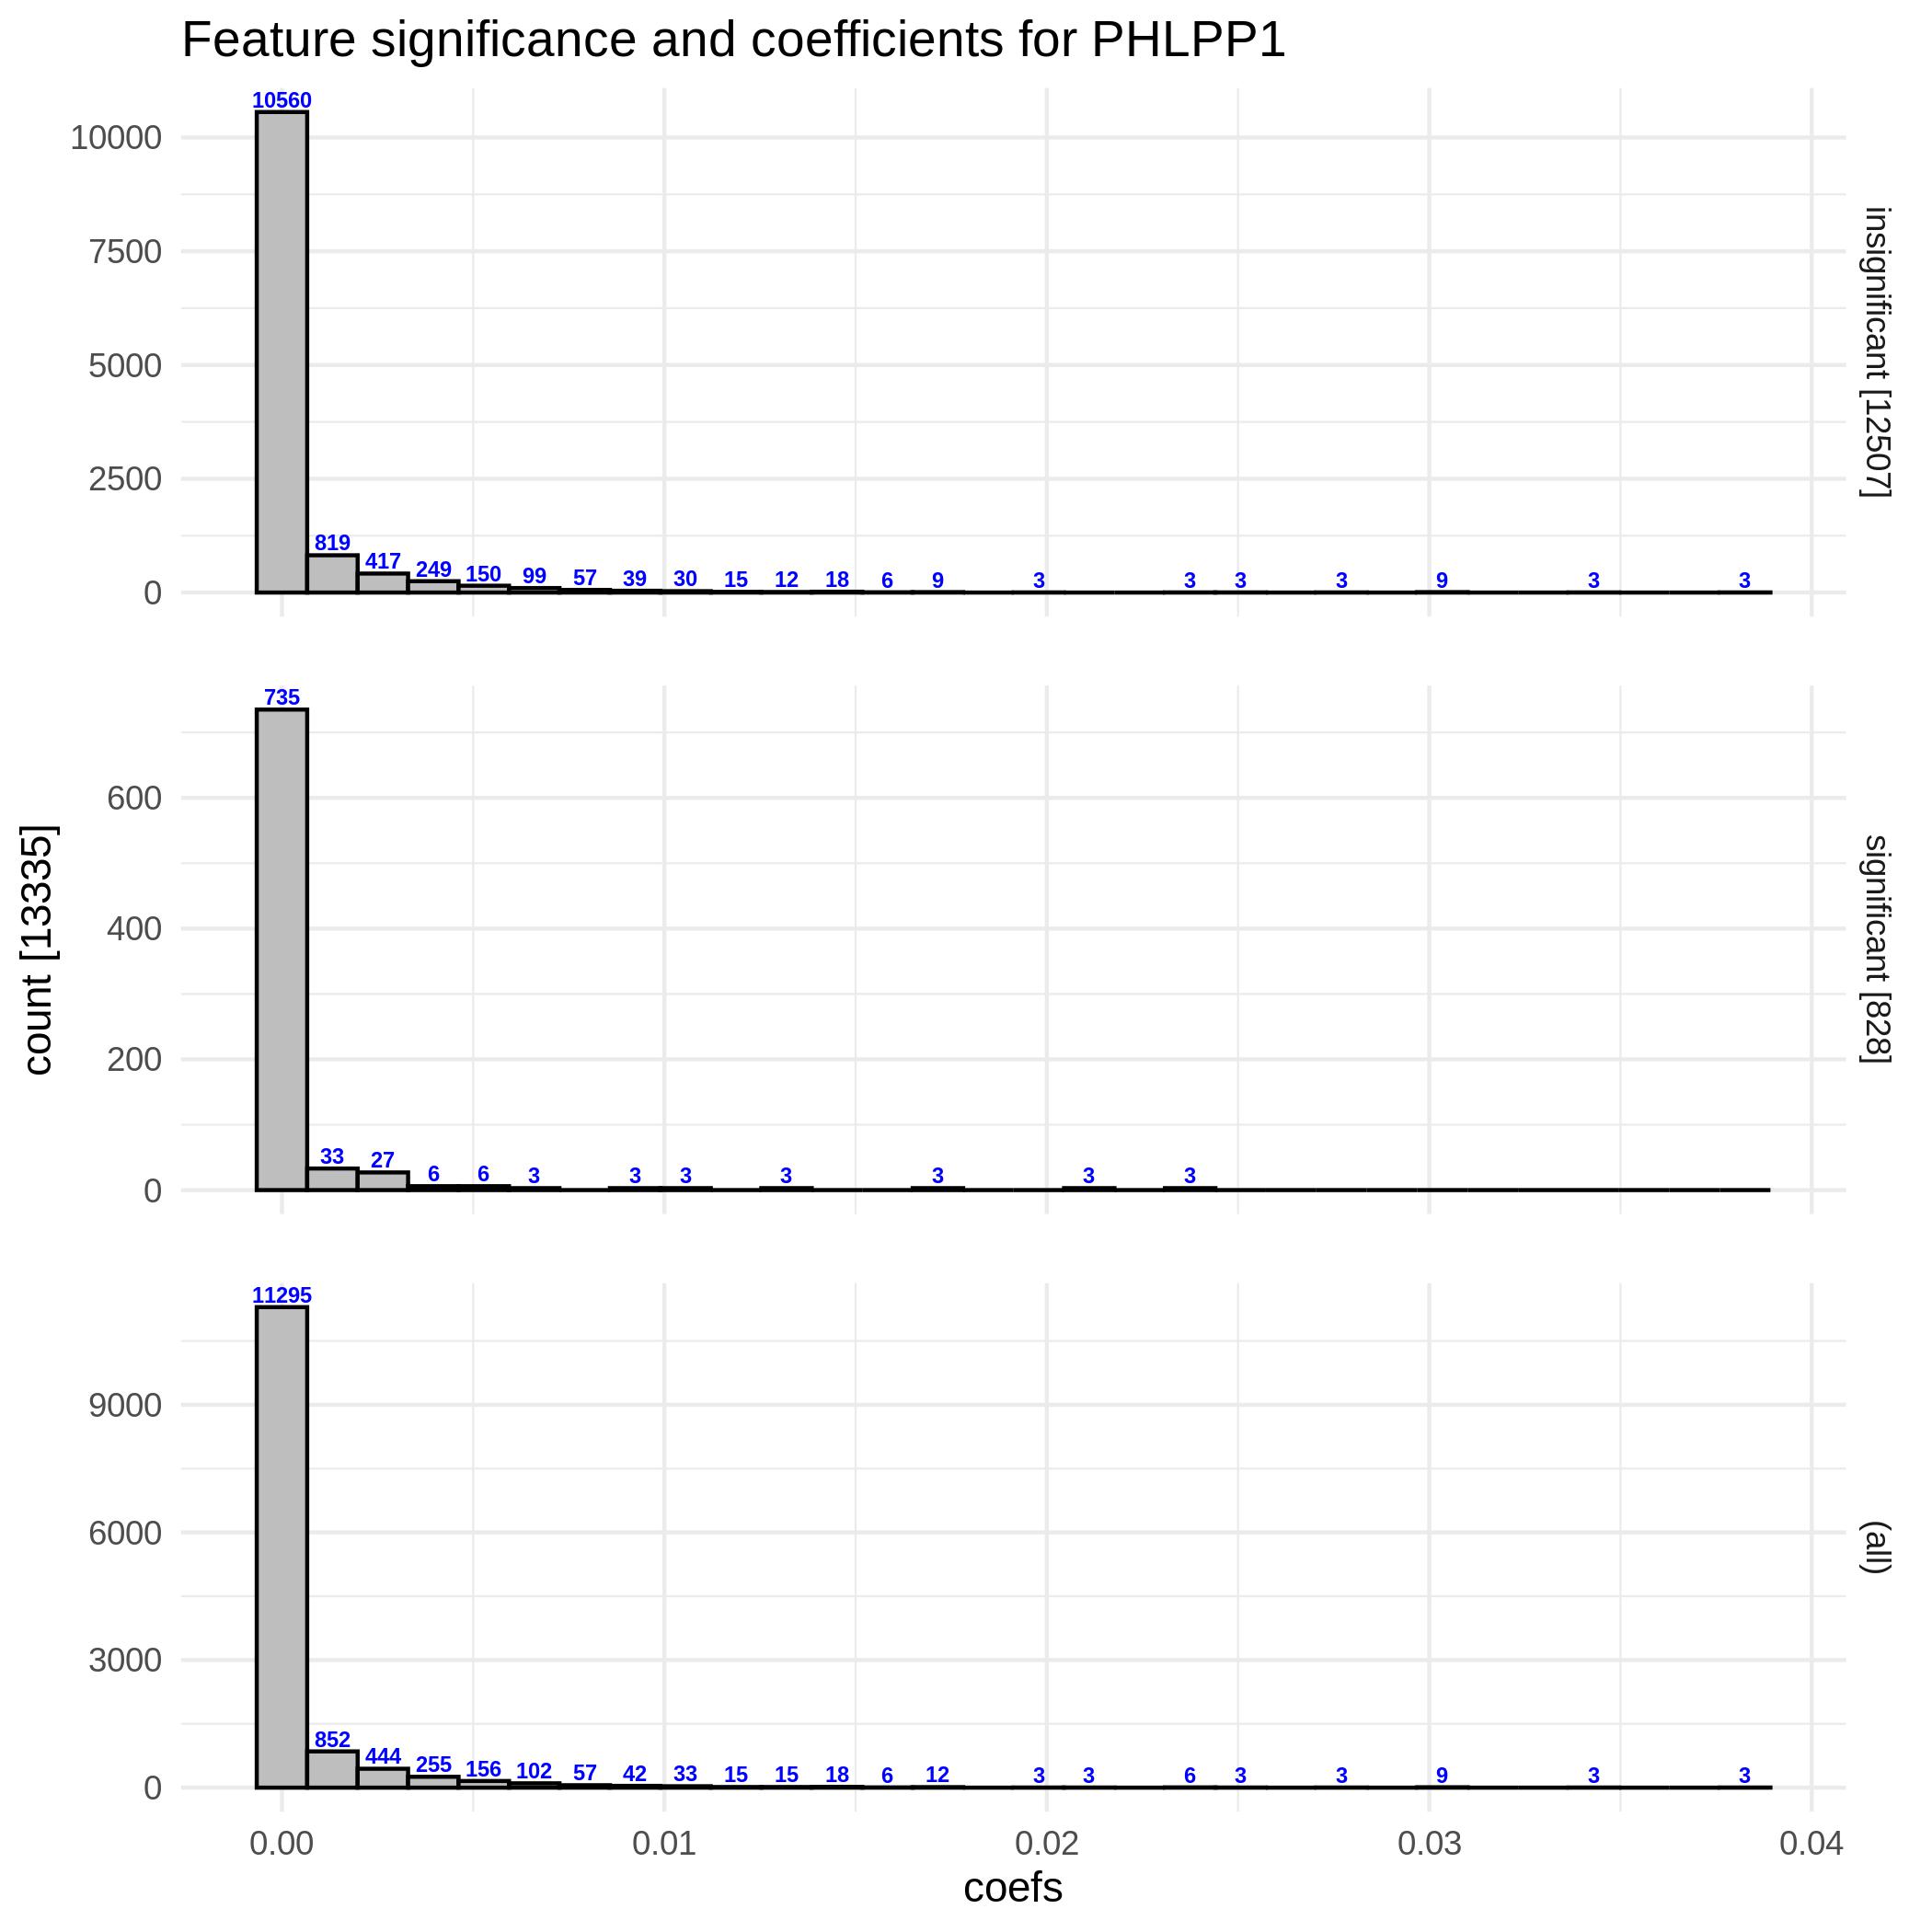 Feature significance and coefficients for PHLPP1
10560
10000
7500
5000
2500
0
819 417 249 150 99 57 39 30 15 12 18 6 9 3 3 3 3 9 3 3
insignificant [12507]
735
600
400
200
0
33 27 6 6 3 3 3 3 3 3 3
significant [828]
count [13335]
11295
9000
6000
3000
0
852 444 255 156 102 57 42 33 15 15 18 6 12 3 3 6 3 3 9 3 3
(all)
0.00 0.01 0.02 0.03 0.04
coefs